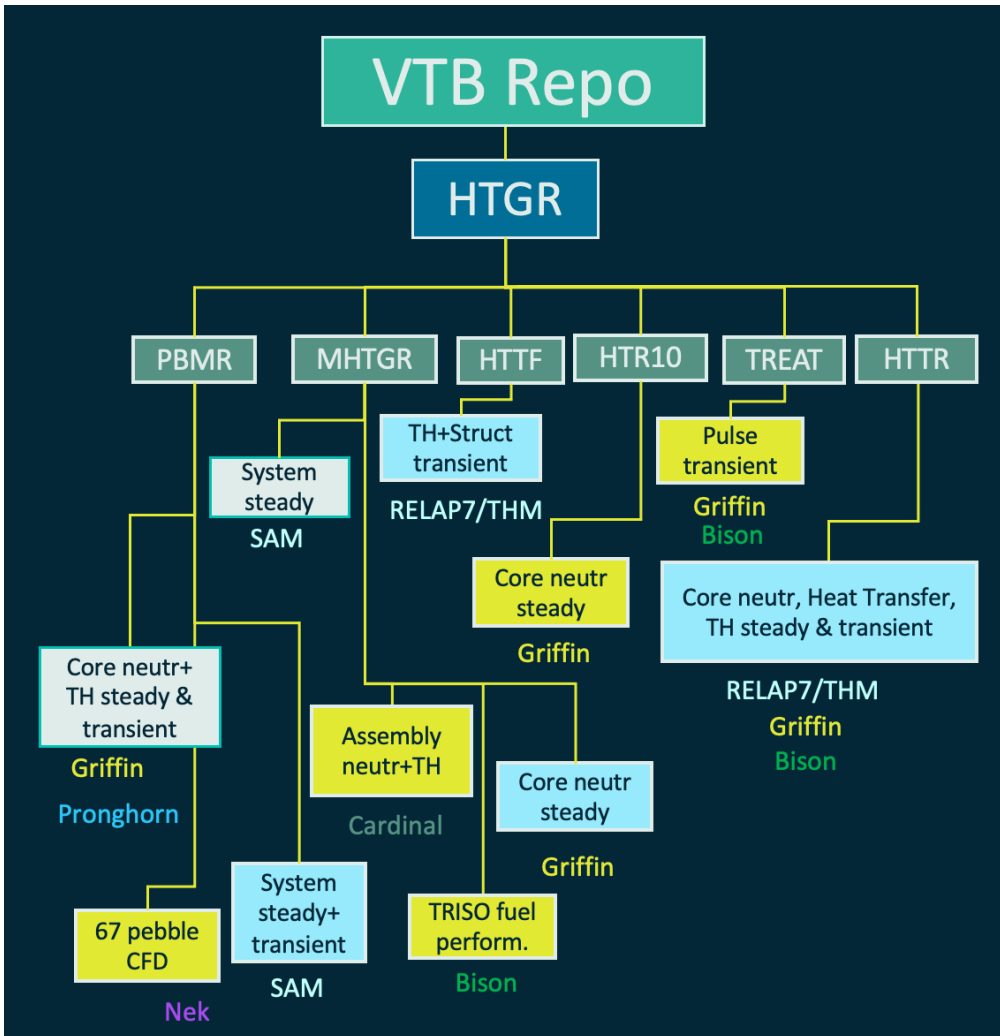 VTB Repo
HTGR
PBMR
MHTGR
HTTF
HTR10
TREAT
HTTR
TH+Struct
transient
RELAP7/THM
Pulse
transient
Griffin
Bison
System
steady
SAM
Core neutr
steady
Griffin
Core neutr, Heat Transfer,
TH steady & transient
RELAP7/THM
Griffin
Bison
Core neutr+
TH steady &
transient
Griffin
Pronghorn
Assembly
neutr+TH
Cardinal
Core neutr
steady
Griffin
System
steady+
transient
SAM
TRISO fuel
perform.
Bison
67 pebble
CFD
Nek